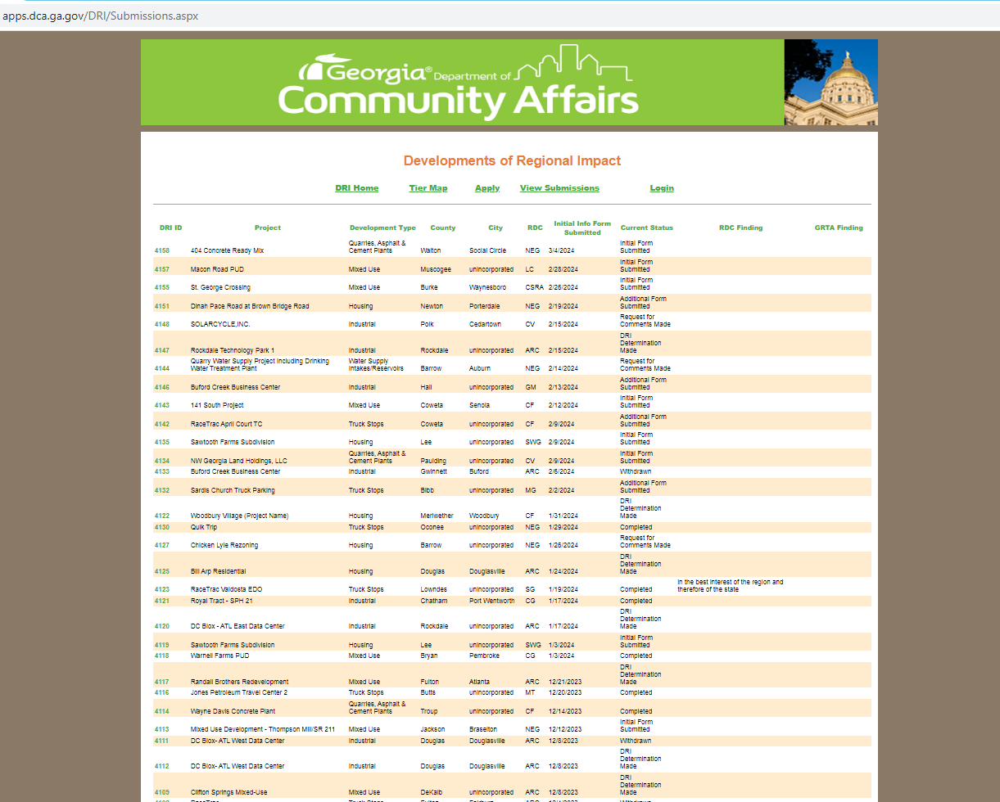 apps.dca.ga.gov/DRI/Submissions.aspx
Georgia® Department of
Community Affairs
Developments of Regional Impact
DRI Home Tier Map Apply View Submissions Login
DRI ID Project Development Type County City RDC Initial Info Form Submitted Current Status RDC Finding GRTA Finding
4158 404 Concrete Ready Mix Quarries, Asphalt & Cement Plants Walton Social Circle NEG 3/4/2024 Initial Form Submitted
4157 Macon Road PUD Mixed Use Muscogee unincorporated LC 2/28/2024 Initial Form Submitted
4155 St. George Crossing Mixed Use Burke Waynesboro CSRA 2/26/2024 Initial Form Submitted
4151 Dinah Pace Road at Brown Bridge Road Housing Newton Porterdale NEG 2/19/2024 Additional Form Submitted
4148 SOLARCYCLE,INC. Industrial Polk Cedartown CV 2/15/2024 Request for Comments Made
4147 Rockdale Technology Park 1 Industrial Rockdale unincorporated ARC 2/15/2024 DRI Determination Made
4144 Quarry Water Supply Project Including Drinking Water Treatment Plant Water Supply Intakes/Reservoirs Barrow Auburn NEG 2/14/2024 Request for Comments Made
4146 Buford Creek Business Center Industrial Hall unincorporated GM 2/13/2024 Additional Form Submitted
4143 141 South Project Mixed Use Coweta Senoia CF 2/12/2024 Initial Form Submitted
4142 RaceTrac April Court TC Truck Stops Coweta unincorporated CF 2/9/2024 Additional Form Submitted
4135 Sawtooth Farms Subdivision Housing Lee unincorporated SWG 2/9/2024 Initial Form Submitted
4134 NW Georgia Land Holdings, LLC Quarries, Asphalt & Cement Plants Paulding unincorporated CV 2/9/2024 Initial Form Submitted
4133 Buford Creek Business Center Industrial Gwinnett Buford ARC 2/6/2024 Withdrawn
4132 Sardis Church Truck Parking Truck Stops Bibb unincorporated MG 2/2/2024 Additional Form Submitted
4122 Woodbury Village (Project Name) Housing Meriwether Woodbury CF 1/31/2024 DRI Determination Made
4130 Quik Trip Truck Stops Oconee unincorporated NEG 1/29/2024 Completed
4127 Chicken Lyle Rezoning Housing Barrow unincorporated NEG 1/26/2024 Request for Comments Made
4125 Bill Arp Residential Housing Douglas Douglasville ARC 1/24/2024 DRI Determination Made
4123 RaceTrac Valdosta EDO Truck Stops Lowndes unincorporated SG 1/19/2024 Completed In the best interest of the region and therefore of the state
4121 Royal Tract - SPH 21 Industrial Chatham Port Wentworth CG 1/17/2024 Completed
4120 DC Blox - ATL East Data Center Industrial Rockdale unincorporated ARC 1/17/2024 DRI Determination Made
4119 Sawtooth Farms Subdivision Housing Lee unincorporated SWG 1/3/2024 Initial Form Submitted
4118 Warnell Farms PUD Mixed Use Bryan Pembroke CG 1/3/2024 Completed
4117 Randall Brothers Redevelopment Mixed Use Fulton Atlanta ARC 12/21/2023 DRI Determination Made
4116 Jones Petroleum Travel Center 2 Truck Stops Butts unincorporated MT 12/20/2023 Completed
4114 Wayne Davis Concrete Plant Quarries, Asphalt & Cement Plants Troup unincorporated CF 12/14/2023 Completed
4113 Mixed Use Development - Thompson Mill/SR 211 Mixed Use Jackson Braselton NEG 12/12/2023 Initial Form Submitted
4111 DC Blox- ATL West Data Center Industrial Douglas Douglasville ARC 12/8/2023 Withdrawn
4112 DC Blox- ATL West Data Center Industrial Douglas Douglasville ARC 12/8/2023 DRI Determination Made
4109 Clifton Springs Mixed-Use Mixed Use DeKalb unincorporated ARC 12/8/2023 DRI Determination Made